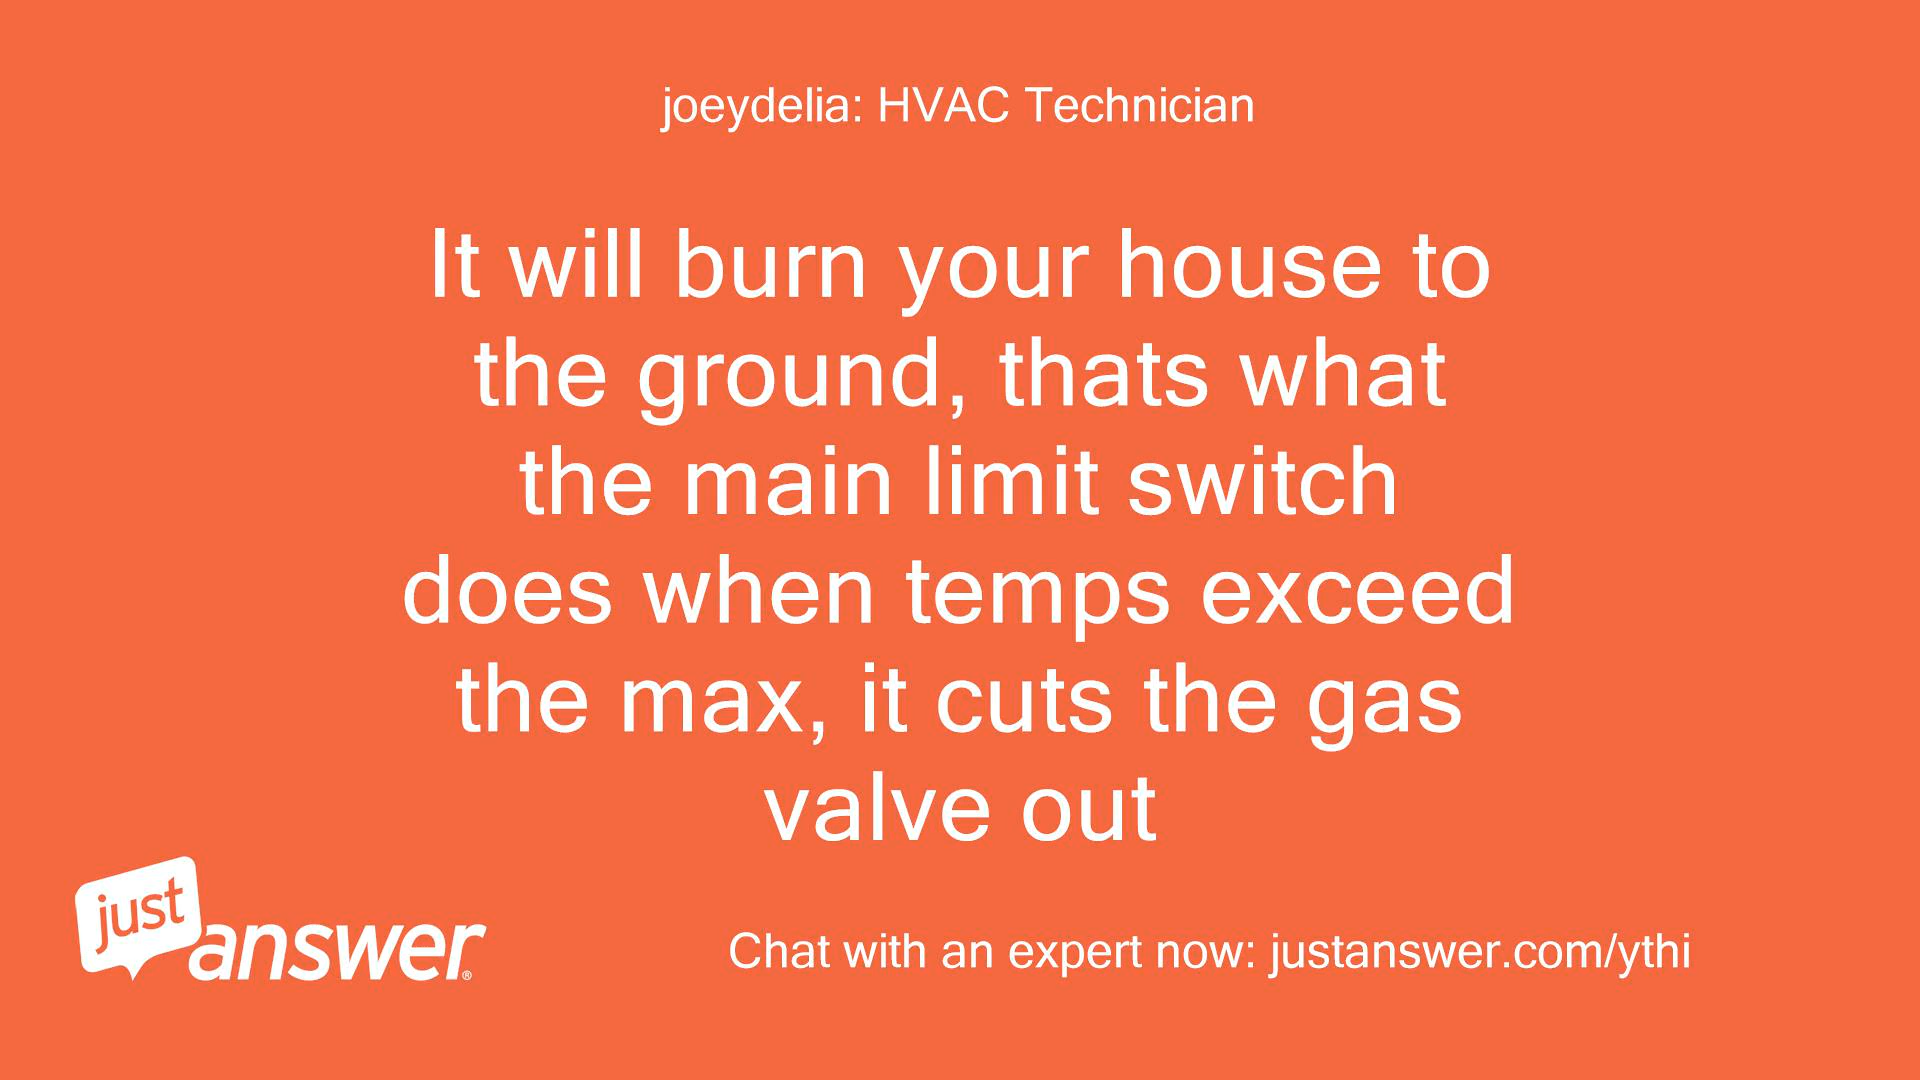 joeydelia: HVAC Technician
It will burn your house to
the ground, thats what
the main limit switch
does when temps exceed
the max, it cuts the gas
valve out
just
answer®
Chat with an expert now: justanswer.com/ythi